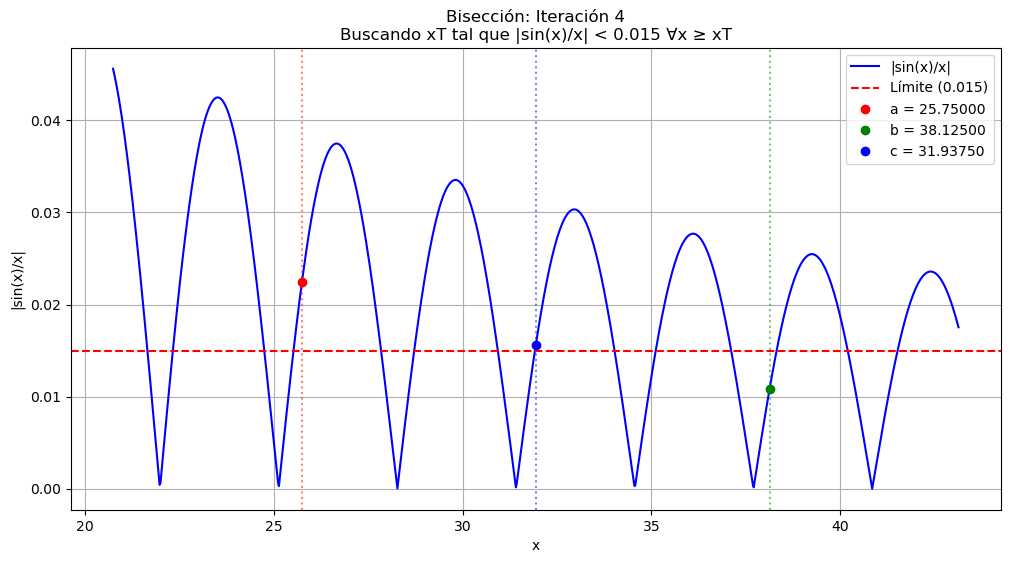 Bisección: Iteración 4
Buscando xT tal que |sin(x)/x| < 0.015 ∀x ≥ xT
|sin(x)/x|
Límite (0.015)
a = 25.75000
b = 38.12500
c = 31.93750
|sin(x)/x|
0.04
0.03
0.02
0.01
0.00
20
25
30
35
40
x